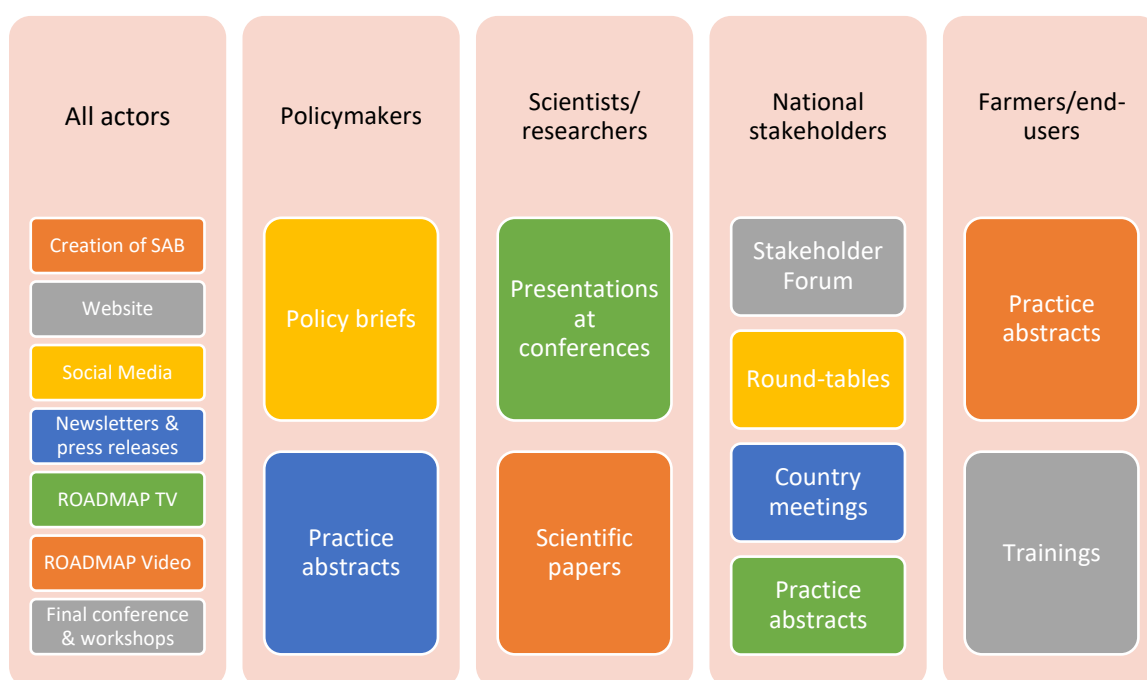 All actors
Creation of SAB
Website
Social Media
Newsletters &
press releases
ROADMAP TV
ROADMAP Video
Final conference
& workshops
Policymakers
Policy briefs
Practice
abstracts
Scientists/
researchers
Presentations
at
conferences
Scientific
papers
National
stakeholders
Stakeholder
Forum
Round-tables
Country
meetings
Practice
abstracts
Farmers/end-
users
Practice
abstracts
Trainings